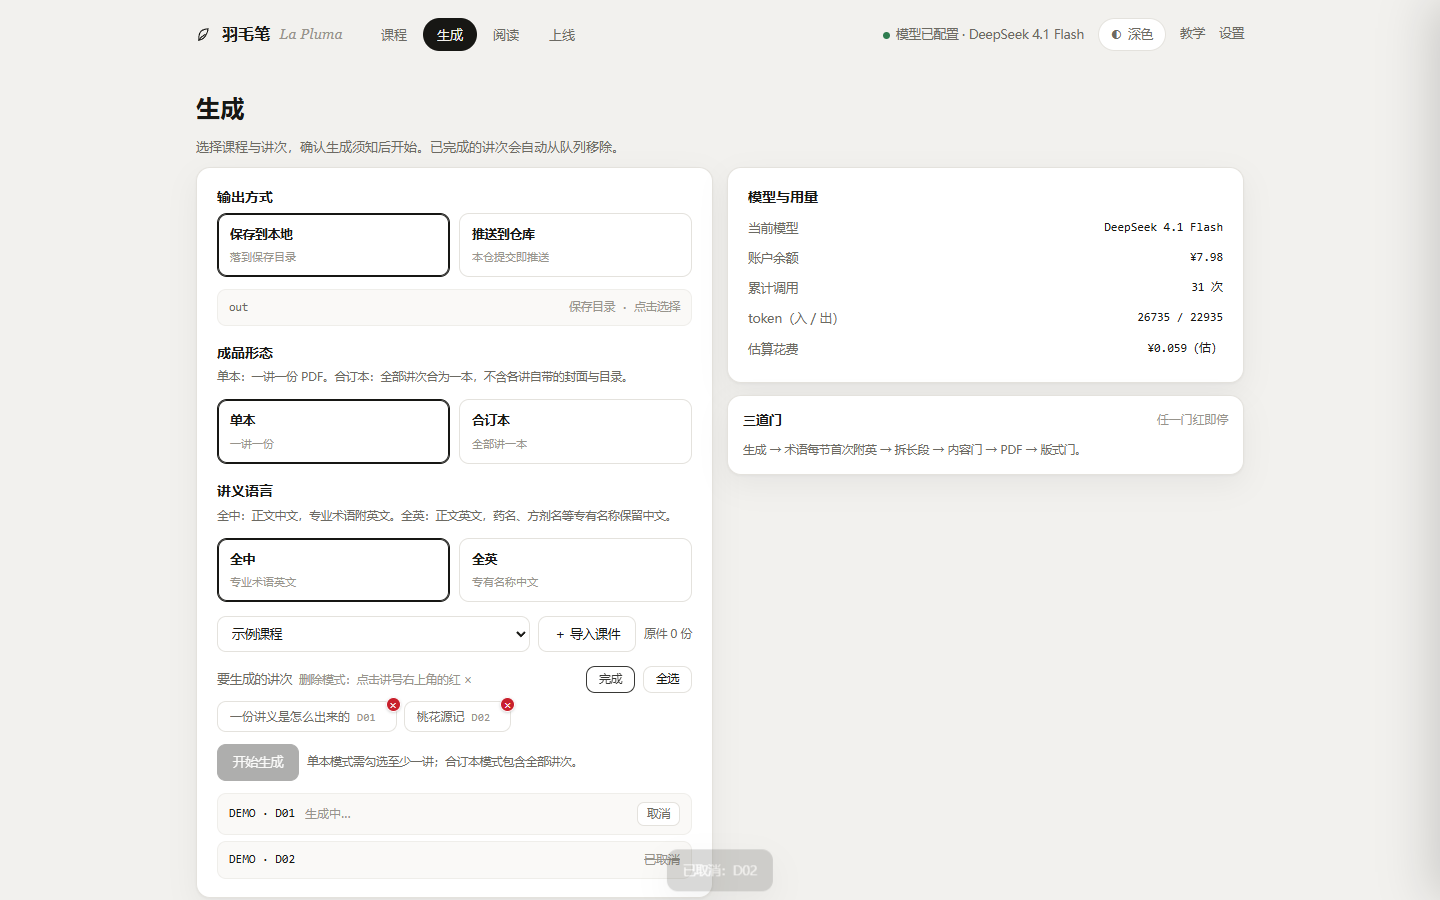 羽毛笔 La Pluma 课程 生成 阅读 上线 模型已配置 · DeepSeek 4.1 Flash 深色 教学 设置
生成
选择课程与讲次，确认生成须知后开始。已完成的讲次会自动从队列移除。
输出方式
保存到本地 推送到仓库
落到保存目录 本仓提交即推送
out 保存目录 · 点击选择
成品形态
单本：一讲一份 PDF。合订本：全部讲次合为一本，不含各讲自带的封面与目录。
单本 合订本
一讲一份 全部讲一本
讲义语言
全中：正文中文，专业术语附英文。全英：正文英文，药名、方剂名等专有名称保留中文。
全中 全英
专业术语英文 专有名称中文
示例课程 + 导入课件 原件 0 份
要生成的讲次 删除模式：点击讲号右上角的红 × 完成 全选
一份讲义是怎么出来的 D01 × 桃花源记 D02 ×
开始生成 单本模式需勾选至少一讲；合订本模式包含全部讲次。
DEMO · D01 生成中… 取消
DEMO · D02 已取消
已取消：D02
模型与用量
当前模型 DeepSeek 4.1 Flash
账户余额 ¥7.98
累计调用 31 次
token（入 / 出） 26735 / 22935
估算花费 ¥0.059（估）
三道门 任一门红即停
生成 → 术语每节首次附英 → 拆长段 → 内容门 → PDF → 版式门。